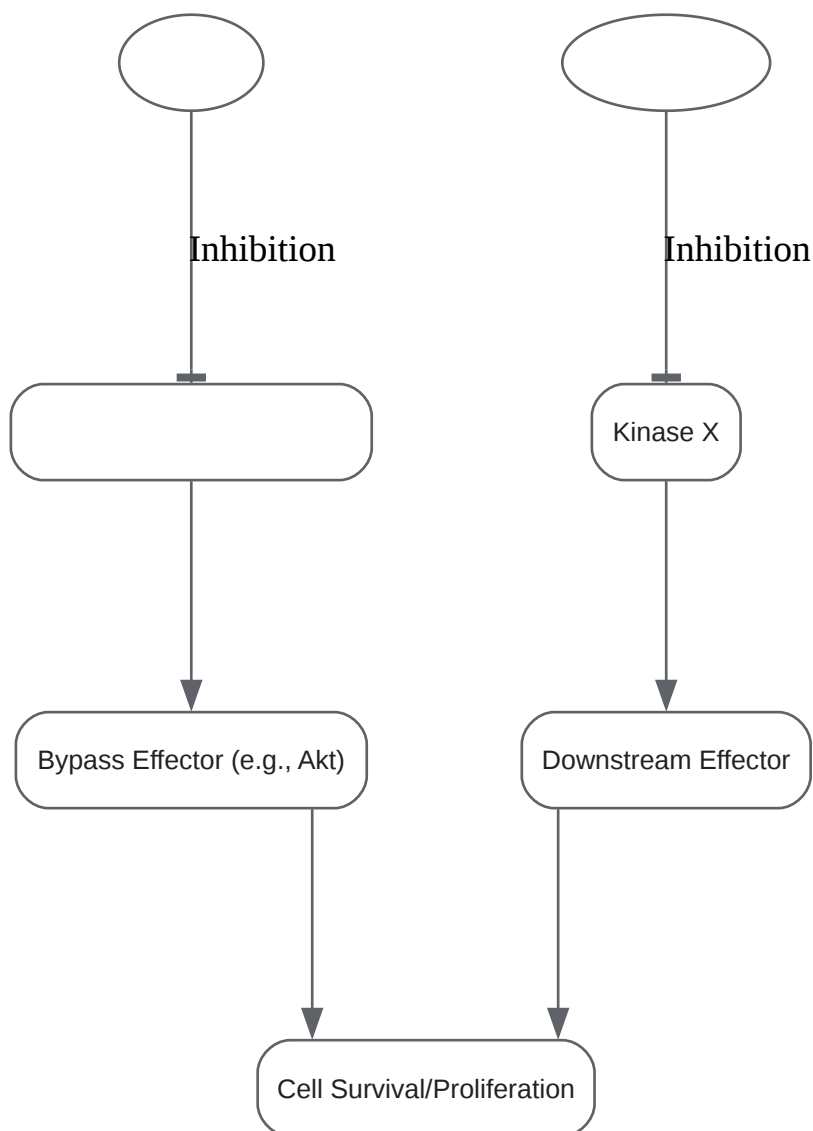 Inhibition
Inhibition
Kinase X
Bypass Effector (e.g., Akt)
Downstream Effector
Cell Survival/Proliferation